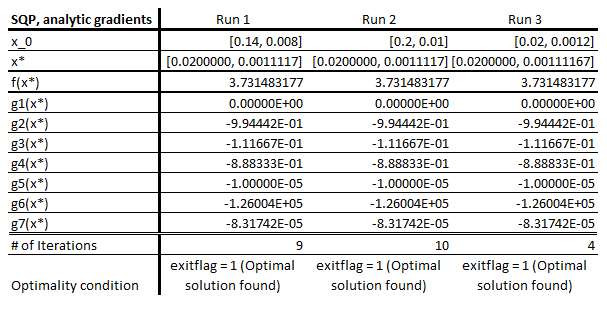 SQP, analytic gradients Run 1 Run 2 Run 3
x_0 [0.14, 0.008] [0.2, 0.01] [0.02, 0.0012]
x* [0.0200000, 0.0011117] [0.0200000, 0.0011117] [0.0200000, 0.00111167]
f(x*) 3.731483177 3.731483177 3.731483177
g1(x*) 0.00000E+00 0.00000E+00 0.00000E+00
g2(x*) -9.94442E-01 -9.94442E-01 -9.94442E-01
g3(x*) -1.11667E-01 -1.11667E-01 -1.11667E-01
g4(x*) -8.88333E-01 -8.88333E-01 -8.88333E-01
g5(x*) -1.00000E-05 -1.00000E-05 -1.00000E-05
g6(x*) -1.26004E+05 -1.26004E+05 -1.26004E+05
g7(x*) -8.31742E-05 -8.31742E-05 -8.31742E-05
# of Iterations 9 10 4
exitflag = 1 (Optimal exitflag = 1 (Optimal exitflag = 1 (Optimal
Optimality condition solution found) solution found) solution found)